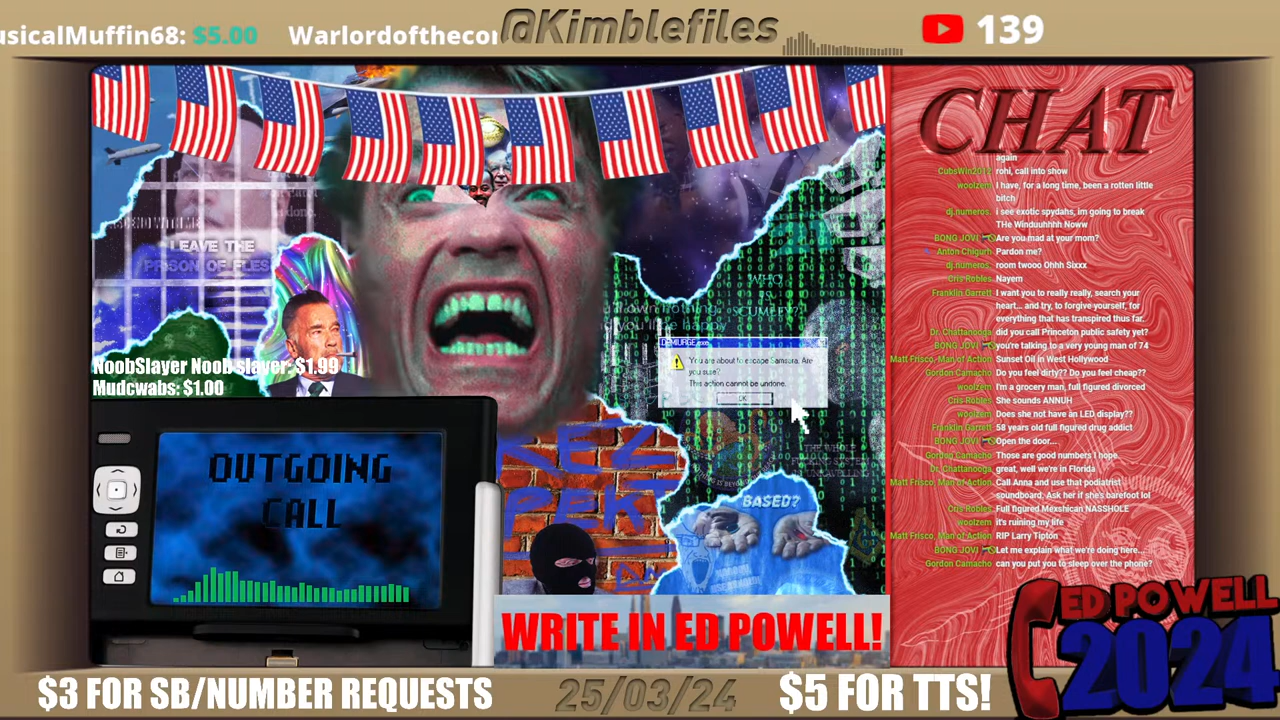 usicalMuffin68: $5.00 Warlordofthecor
@Kimblefiles
139
LEAVE THE
PRISON OF FLES
WHO
SCUMFEY?
DEMIURGE.exe
You are about to escape Samsara. Are
you sure?
This action cannot be undone.
OK
NoobSlayer Noobslayer: $1.99
Mudcwabs: $1.00
OUTGOING
CALL
BASED?
WRITE IN ED POWELL!
CHAT
again
CubsWin2012 rohi, call into show
woolzem I have, for a long time, been a rotten little
bitch
dj.numeros. i see exotic spydahs, im going to break
THe Winduuhhhh Noww
BONG JOVI Are you mad at your mom?
Anton Chigurh Pardon me?
dj.numeros. room twooo Ohhh Sixxx
Cris Robles Nayem
Franklin Garrett I want you to really really, search your
heart... and try, to forgive yourself, for
everything that has transpired thus far.
Dr. Chattanooga did you call Princeton public safety yet?
BONG JOVI you're talking to a very young man of 74
Matt Frisco, Man of Action Sunset Oil in West Hollywood
Gordon Camacho Do you feel dirty?? Do you feel cheap??
woolzem I'm a grocery man, full figured divorced
Cris Robles She sounds ANNUH
woolzem Does she not have an LED display??
Franklin Garrett 58 years old full figured drug addict
BONG JOVI Open the door...
Gordon Camacho Those are good numbers I hope.
Dr. Chattanooga great, well we're in Florida
Matt Frisco, Man of Action Call Anna and use that podiatrist
soundboard. Ask her if she's barefoot lol
Cris Robles Full figured Mexshican NASSHOLE
woolzem it's ruining my life
Matt Frisco, Man of Action RIP Larry Tipton
BONG JOVI Let me explain what we're doing here...
Gordon Camacho can you put you to sleep over the phone?
ED POWELL
2024
$3 FOR SB/NUMBER REQUESTS
25/03/24
$5 FOR TTS!